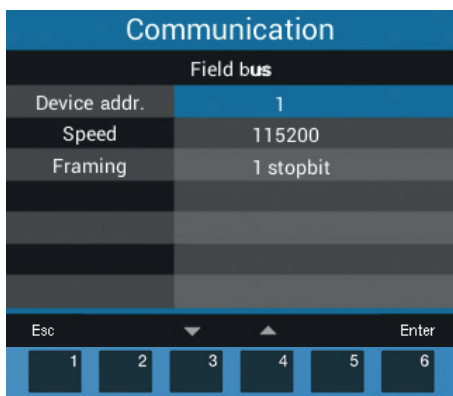 Communication
Field bus
Device addr. 1
Speed 115200
Framing 1 stopbit
Esc Enter
1 2 3 4 5 6